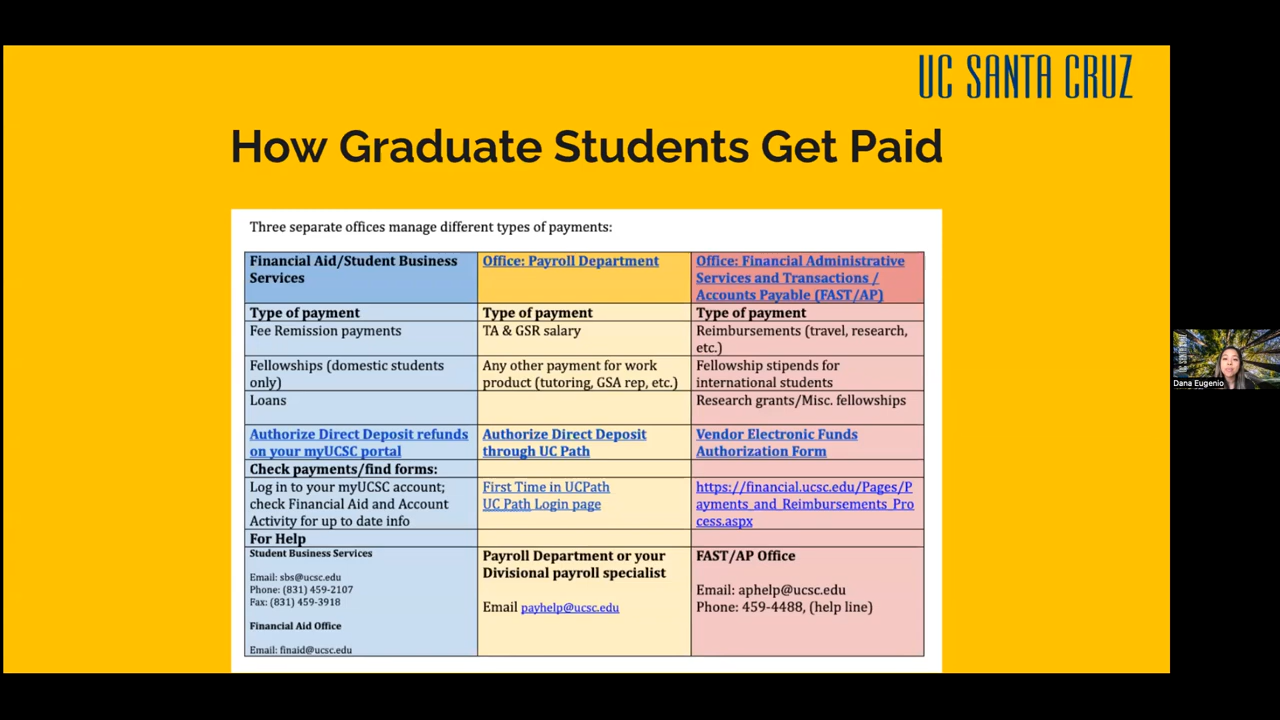 UC SANTA CRUZ
How Graduate Students Get Paid
Three separate offices manage different types of payments:
Financial Aid/Student Business
Services
Office: Payroll Department
Office: Financial Administrative
Services and Transactions /
Accounts Payable (FAST/AP)
Type of payment
Type of payment
Type of payment
Fee Remission payments
TA & GSR salary
Reimbursements (travel, research,
etc.)
Fellowships (domestic students
only)
Any other payment for work
product (tutoring, GSA rep, etc.)
Fellowship stipends for
international students
Loans
Research grants/Misc. fellowships
Authorize Direct Deposit refunds
on your myUCSC portal
Authorize Direct Deposit
through UC Path
Vendor Electronic Funds
Authorization Form
Check payments/find forms:
Log in to your myUCSC account;
check Financial Aid and Account
Activity for up to date info
First Time in UCPath
UC Path Login page
https://financial.ucsc.edu/Pages/P
ayments_and_Reimbursements_Pro
cess.aspx
For Help
Student Business Services
Email: sbs@ucsc.edu
Phone: (831) 459-2107
Fax: (831) 459-3918
Financial Aid Office
Email: finaid@ucsc.edu
Payroll Department or your
Divisional payroll specialist
Email payhelp@ucsc.edu
FAST/AP Office
Email: aphelp@ucsc.edu
Phone: 459-4488, (help line)
Dana Eugenio